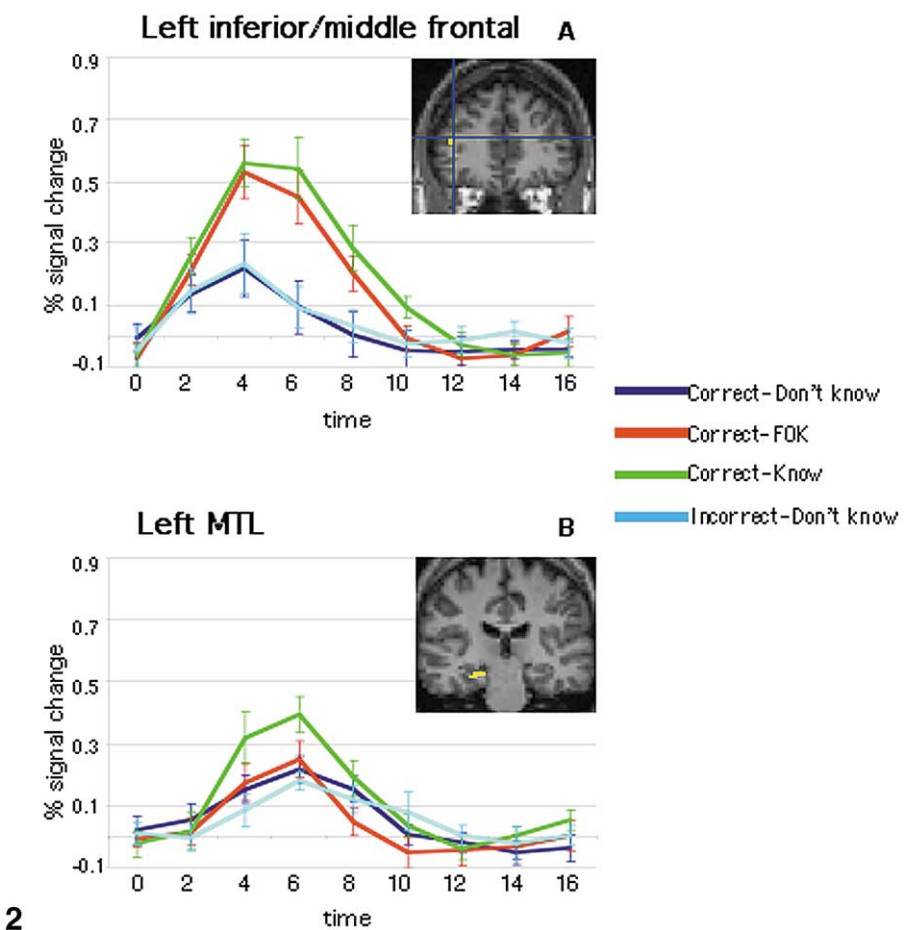 Left inferior/middle frontal A
0.9
0.7
0.5
0.3
0.1
-0.1
% signal change
0 2 4 6 8 10 12 14 16
time
Correct-Don't know
Correct-FOK
Correct-Know
Incorrect-Don't know
Left MTL B
0.9
0.7
0.5
0.3
0.1
-0.1
% signal change
0 2 4 6 8 10 12 14 16
time
2